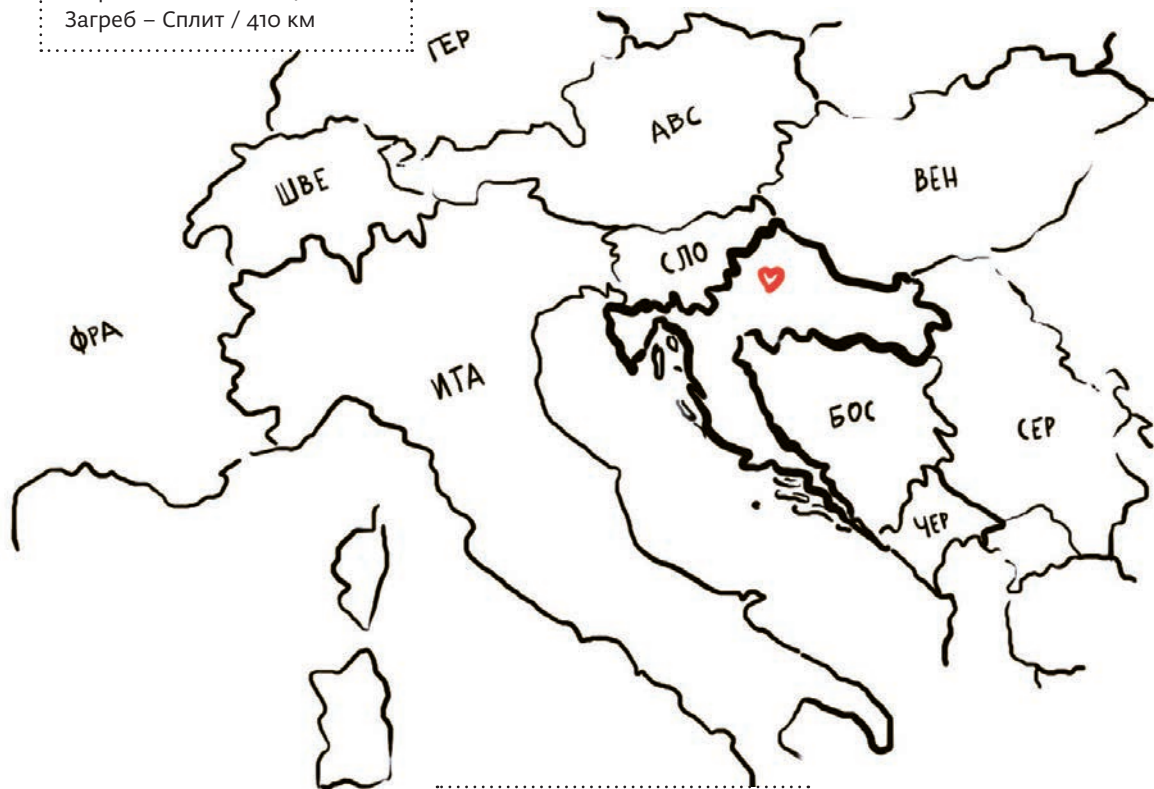 Загреб – Сплит / 410 км
ГЕР
АВС
ШВЕ
ВЕН
СЛО
ФРА
ИТА
БОС
СЕР
ЧЕР